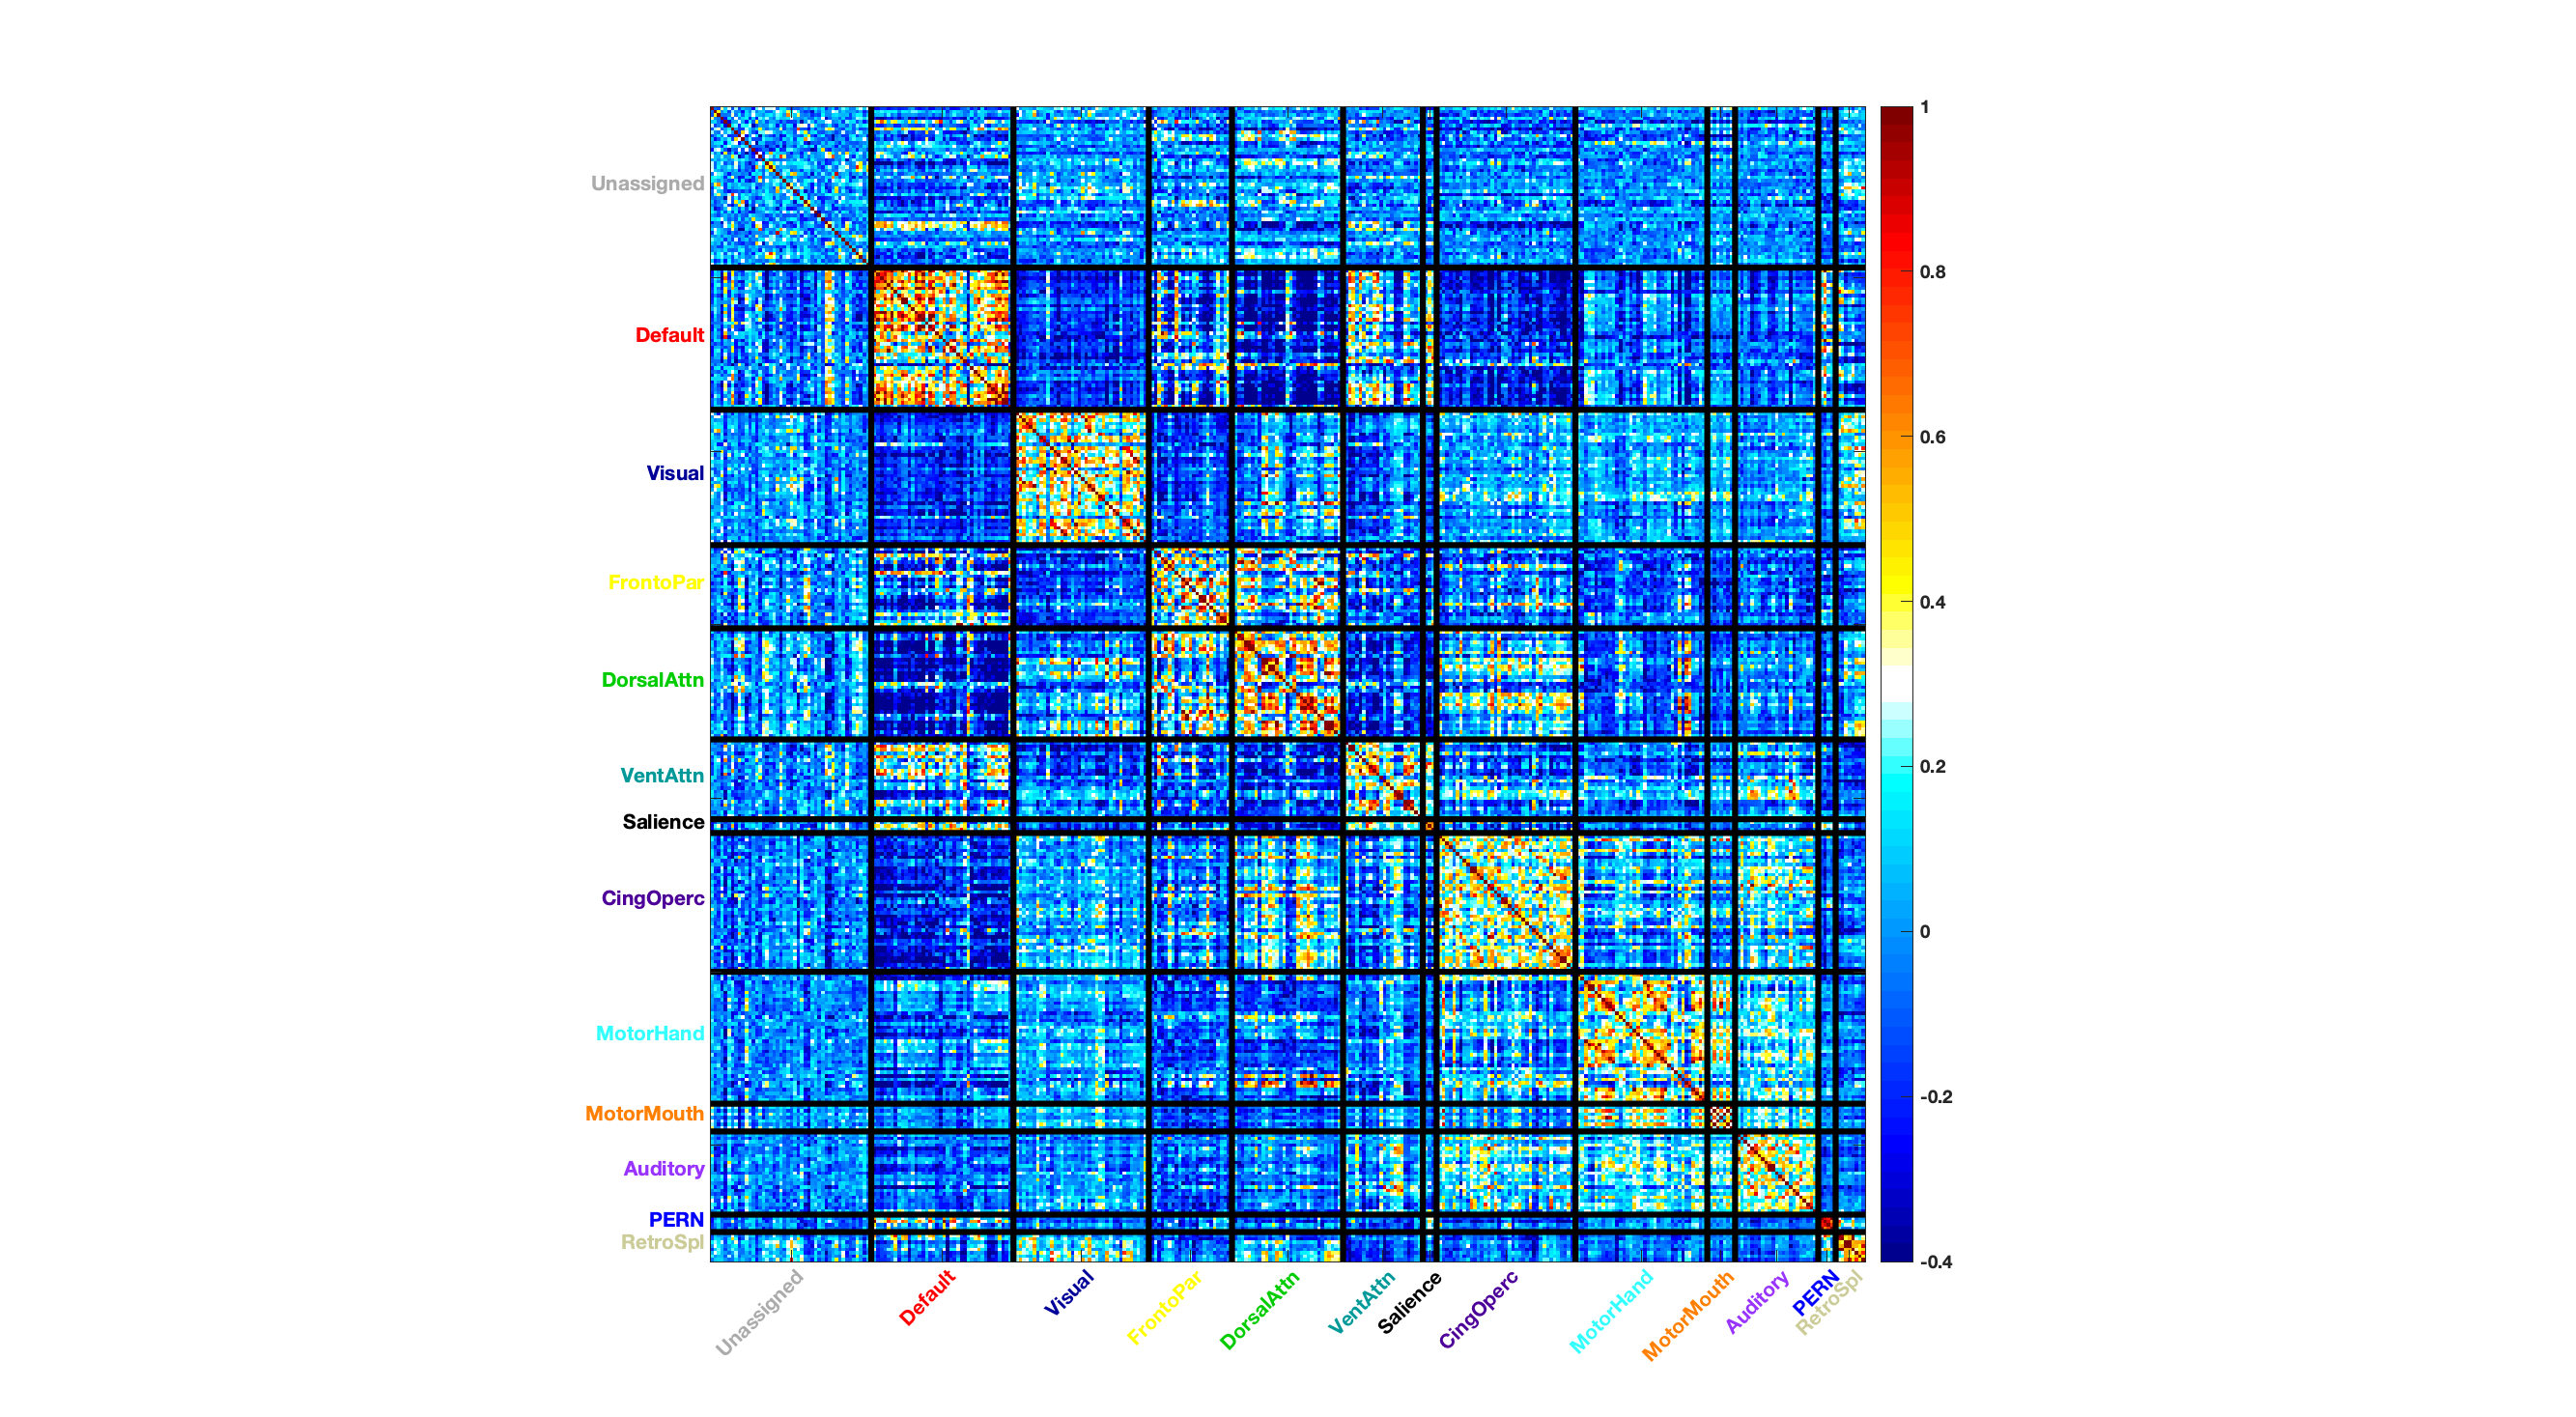 Unassigned
Default
Visual
FrontoPar
DorsalAttn
VentAttn
Salience
CingOperc
MotorHand
MotorMouth
Auditory
PERN
RetroSpl
Unassigned
Default
Visual
FrontoPar
DorsalAttn
VentAttn
Salience
CingOperc
MotorHand
MotorMouth
Auditory
PERN
RetroSpl
1
0.8
0.6
0.4
0.2
0
-0.2
-0.4